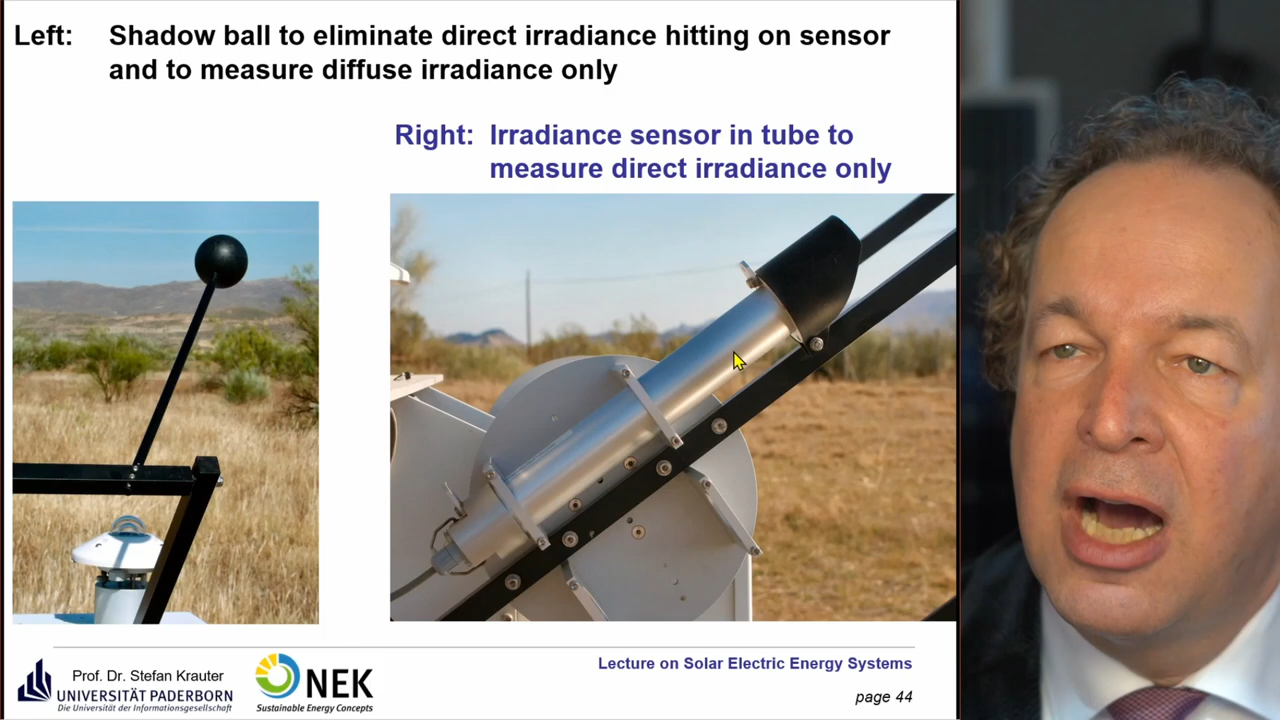 Left: Shadow ball to eliminate direct irradiance hitting on sensor
and to measure diffuse irradiance only
Right: Irradiance sensor in tube to
measure direct irradiance only
Prof. Dr. Stefan Krauter
UNIVERSITÄT PADERBORN
Die Universität der Informationsgesellschaft
NEK
Sustainable Energy Concepts
Lecture on Solar Electric Energy Systems
page 44